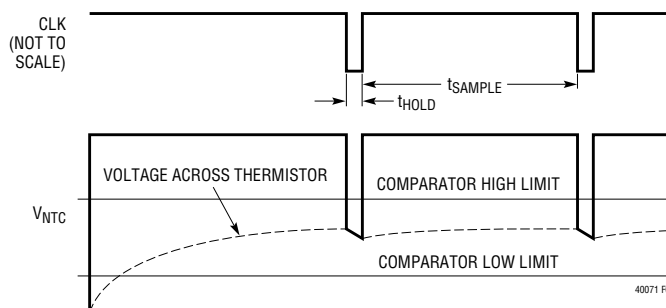 CLK
(NOT TO
SCALE)
tSAMPLE
tHOLD
VOLTAGE ACROSS THERMISTOR
COMPARATOR HIGH LIMIT
VNTC
COMPARATOR LOW LIMIT
40071 F